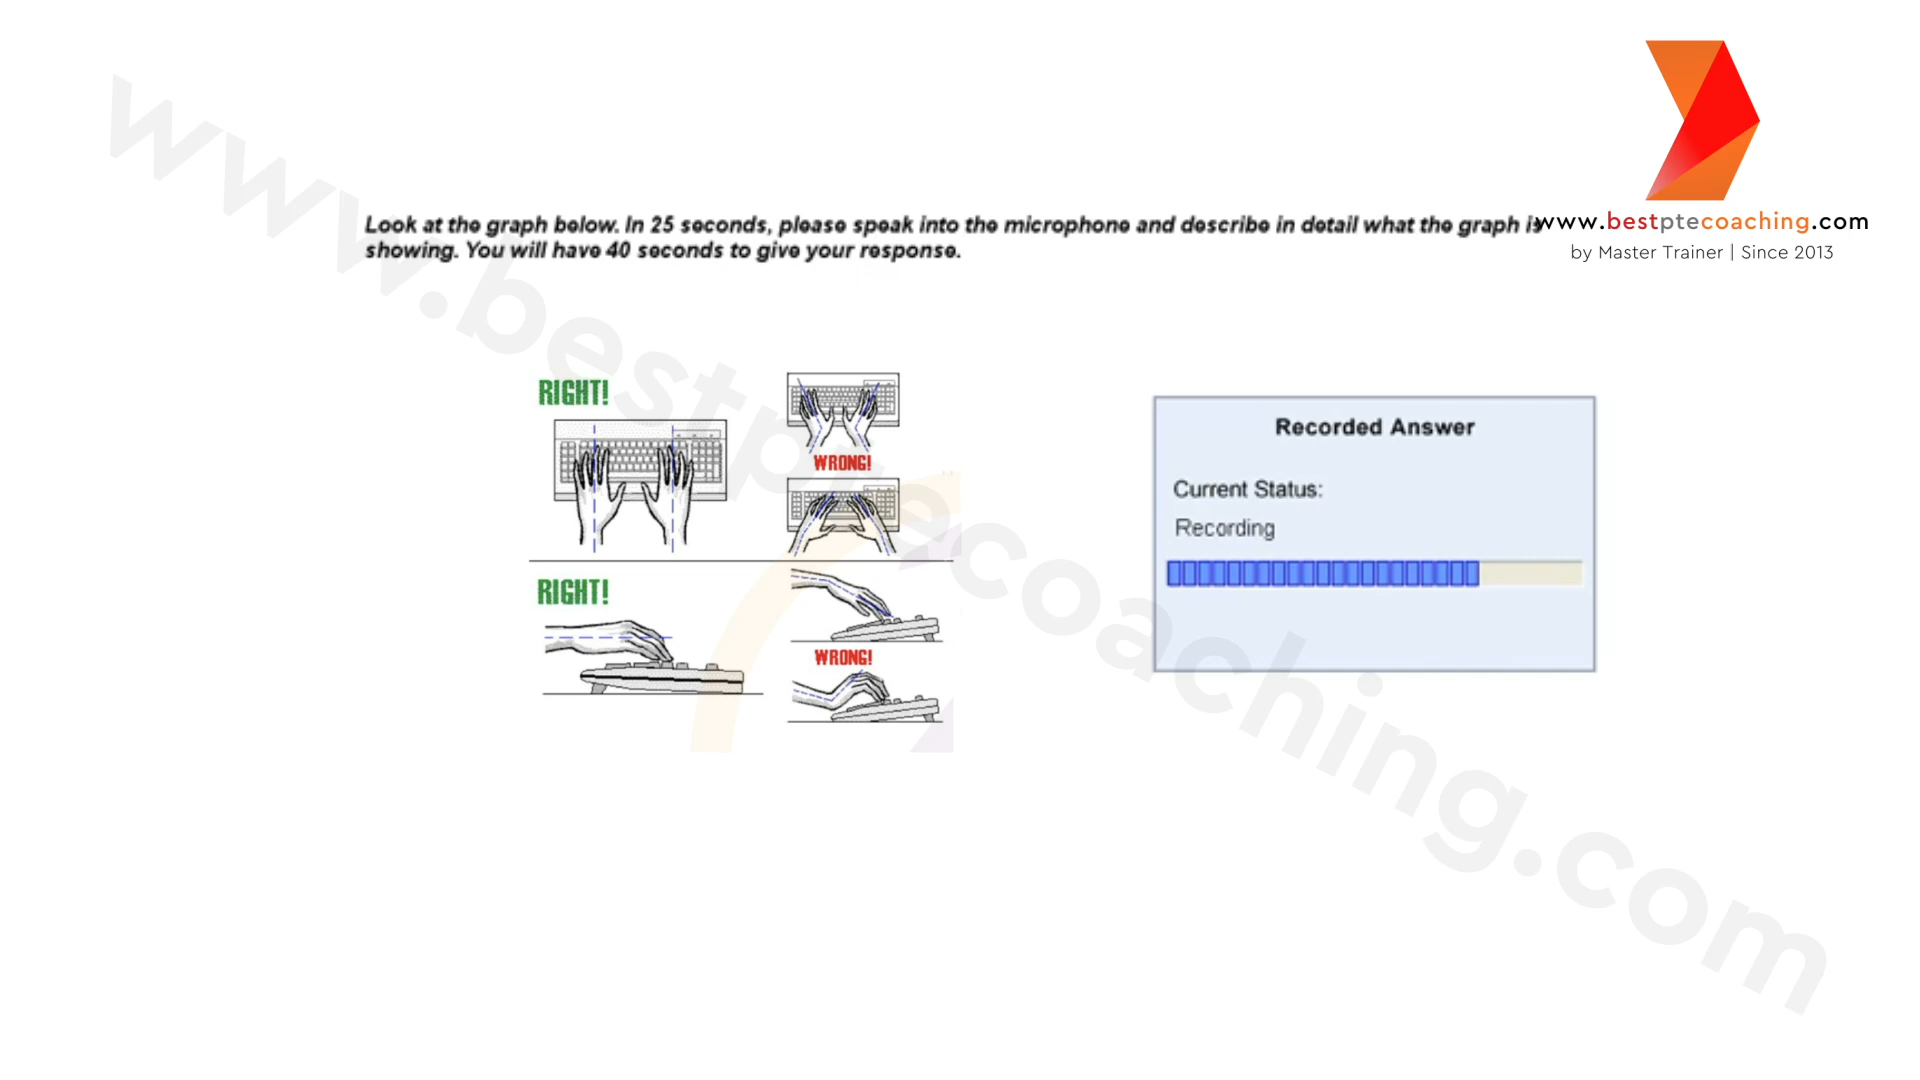 www.bestptecoaching.com
Look at the graph below. In 25 seconds, please speak into the microphone and describe in detail what the graph is
showing. You will have 40 seconds to give your response.
www.bestptecoaching.com
by Master Trainer | Since 2013
RIGHT!
WRONG!
RIGHT!
WRONG!
Recorded Answer
Current Status:
Recording